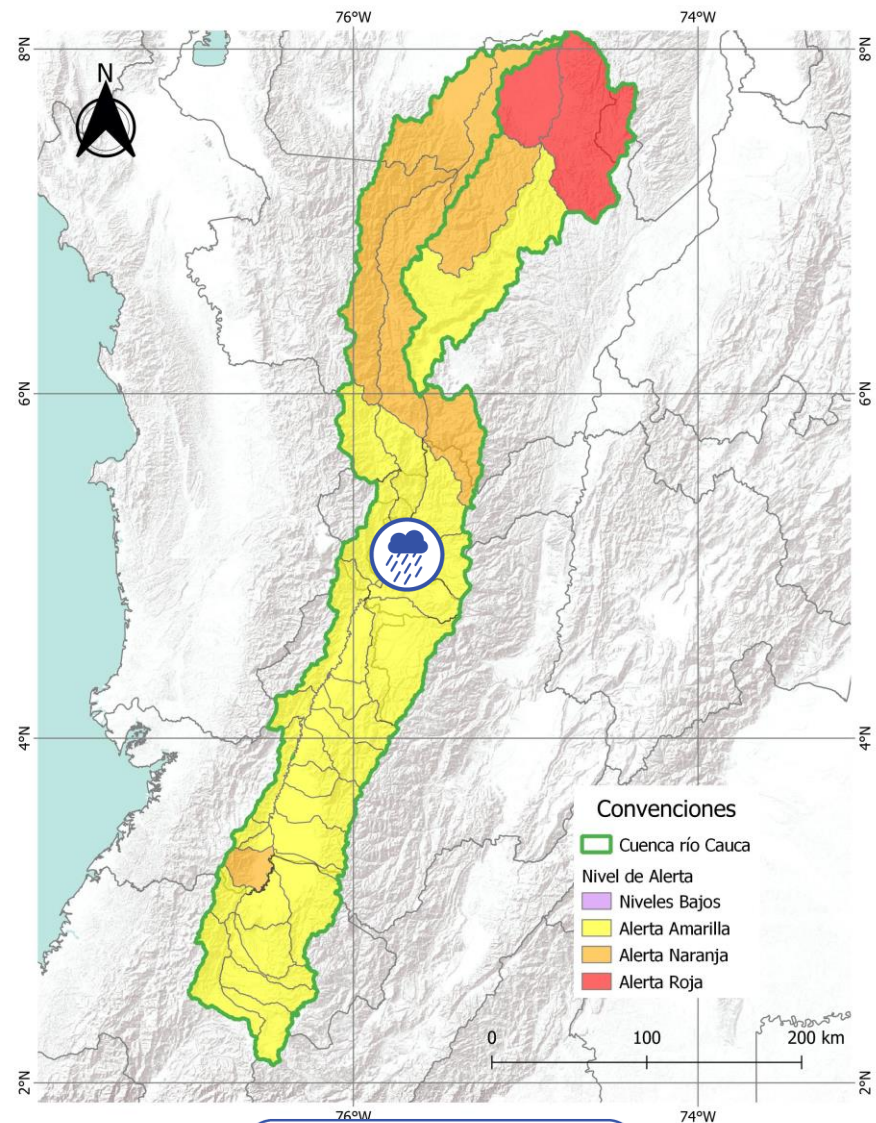 76°W 74°W
N
8°N 8°N
6°N 6°N
4°N 4°N
2°N 2°N
Convenciones
Cuenca río Cauca
Nivel de Alerta
Niveles Bajos
Alerta Amarilla
Alerta Naranja
Alerta Roja
0 100 200 km
76°W 74°W